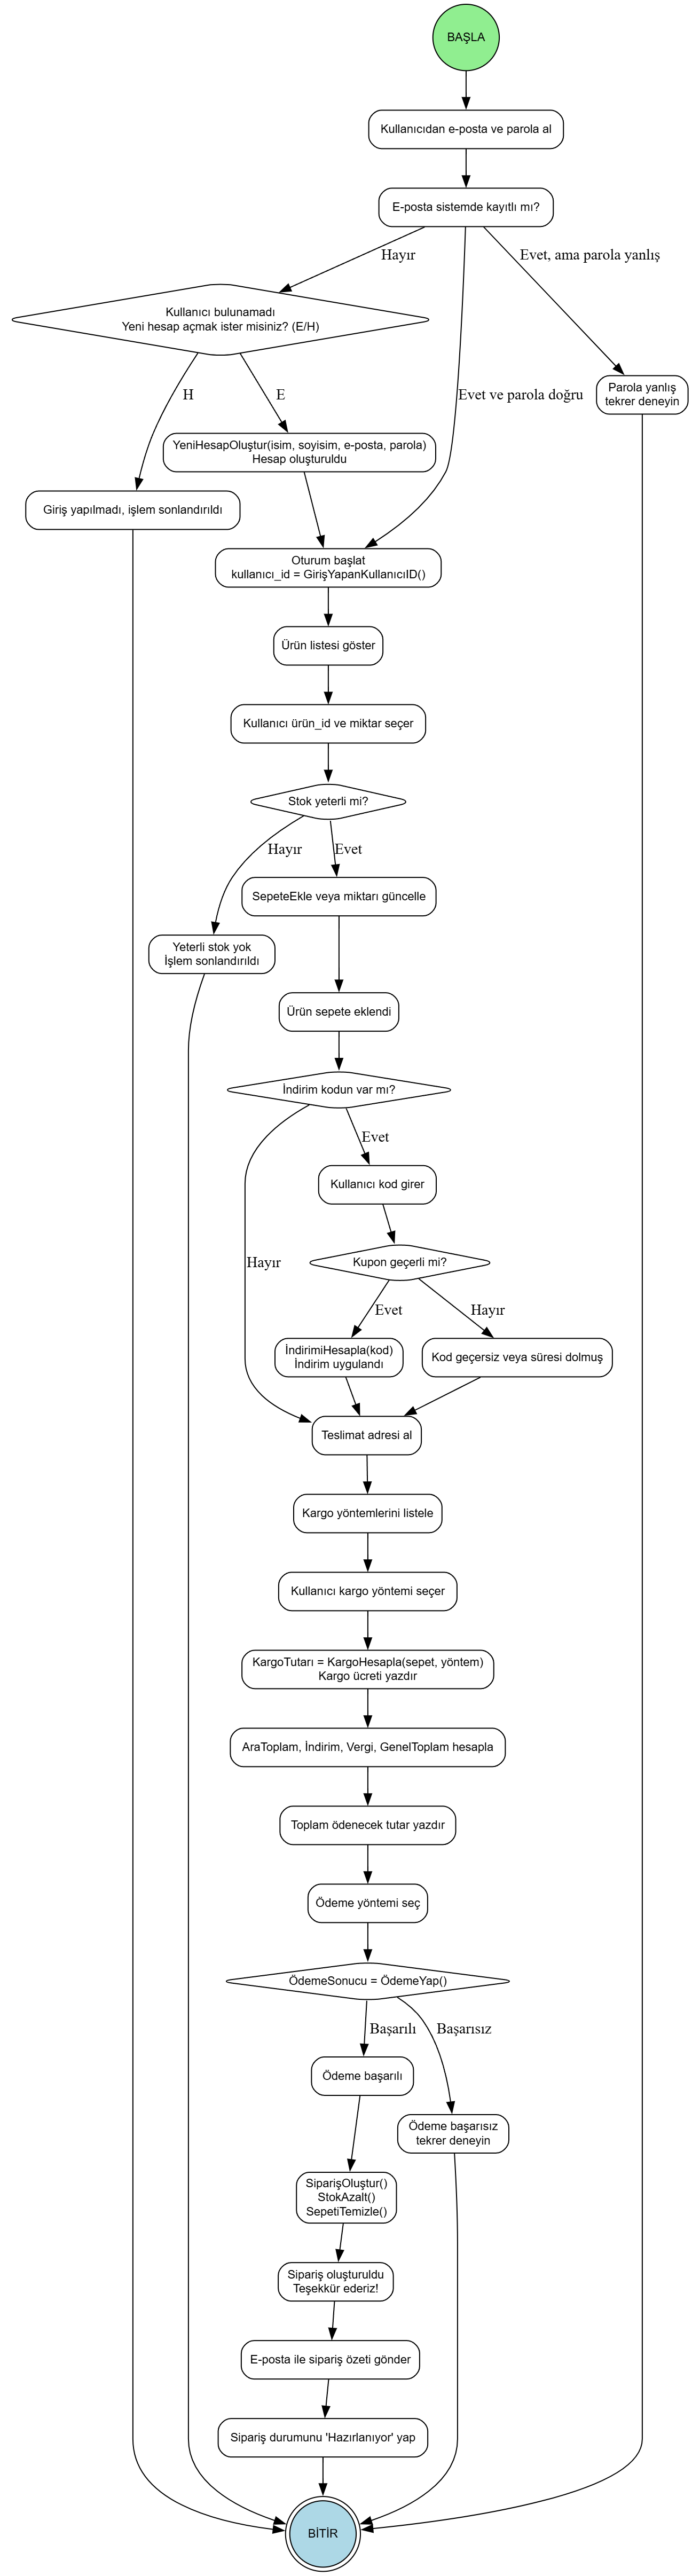 BAŞLA
Kullanıcıdan e-posta ve parola al
E-posta sistemde kayıtlı mı?
Hayır
Evet, ama parola yanlış
Kullanıcı bulunamadı
Yeni hesap açmak ister misiniz? (E/H)
H
E
Evet ve parola doğru
Parola yanlış
tekrer deneyin
YeniHesapOluştur(isim, soyisim, e-posta, parola)
Hesap oluşturuldu
Giriş yapılmadı, işlem sonlandırıldı
Oturum başlat
kullanıcı_id = GirişYapanKullanıcıID()
Ürün listesi göster
Kullanıcı ürün_id ve miktar seçer
Stok yeterli mi?
Hayır
Evet
SepeteEkle veya miktarı güncelle
Yeterli stok yok
İşlem sonlandırıldı
Ürün sepete eklendi
İndirim kodun var mı?
Evet
Kullanıcı kod girer
Hayır
Kupon geçerli mi?
Evet
Hayır
İndirimiHesapla(kod)
İndirim uygulandı
Kod geçersiz veya süresi dolmuş
Teslimat adresi al
Kargo yöntemlerini listele
Kullanıcı kargo yöntemi seçer
KargoTutarı = KargoHesapla(sepet, yöntem)
Kargo ücreti yazdır
AraToplam, İndirim, Vergi, GenelToplam hesapla
Toplam ödenecek tutar yazdır
Ödeme yöntemi seç
ÖdemeSonucu = ÖdemeYap()
Başarılı
Başarısız
Ödeme başarılı
Ödeme başarısız
tekrer deneyin
SiparişOluştur()
StokAzalt()
SepetiTemizle()
Sipariş oluşturuldu
Teşekkür ederiz!
E-posta ile sipariş özeti gönder
Sipariş durumunu 'Hazırlanıyor' yap
BİTİR